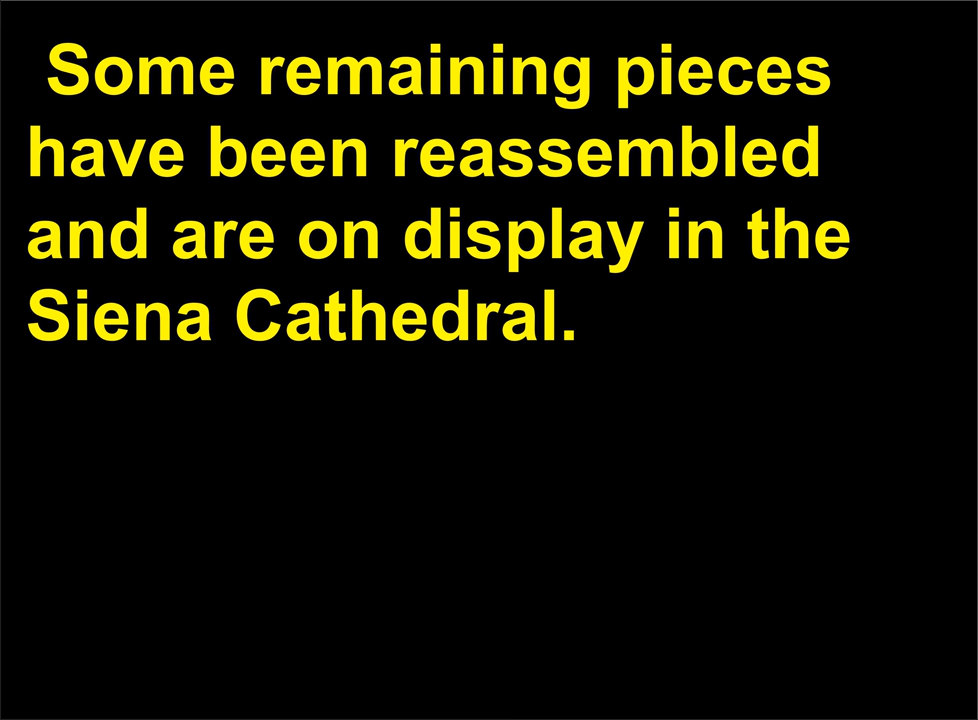 Some remaining pieces
have been reassembled
and are on display in the
Siena Cathedral.